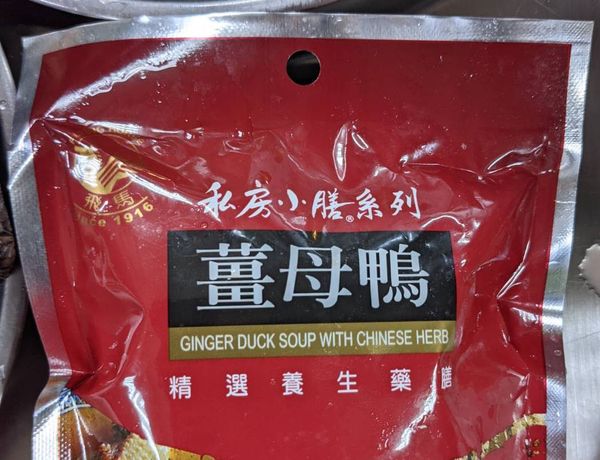 飛馬
Since 1916
私房小膳®系列
薑母鴨
GINGER DUCK SOUP WITH CHINESE HERB
精選養生藥膳